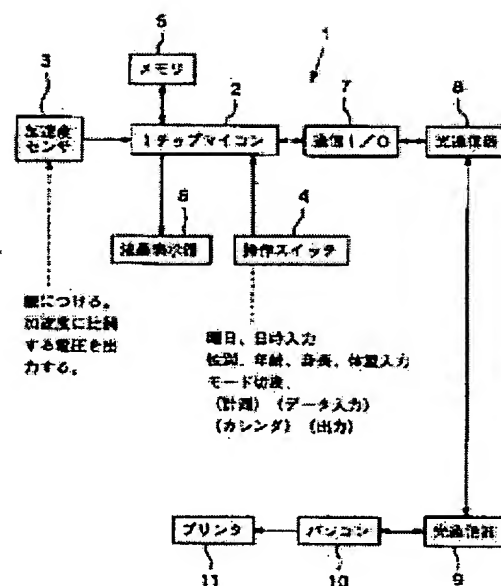 6
1
3
2
7
8
メモリ
加速度
センサ
1チップマイコン
通信I/O
光通信器
5
4
液晶表示器
操作スイッチ
腰につける。
加速度に比例
する電圧を出
力する。
曜日、日時入力
性別、年齢、身長、体重入力
モード切換、
(計測)(データ入力)
(カレンダ)(出力)
プリンタ
パソコン
光通信器
11
10
9